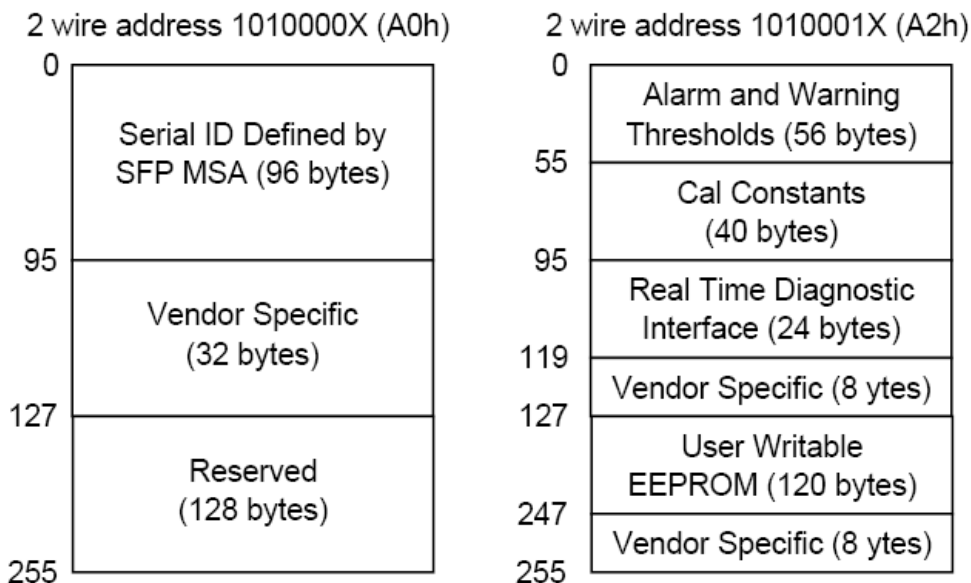 2 wire address 1010000X (A0h)
0
Serial ID Defined by
SFP MSA (96 bytes)
95
Vendor Specific
(32 bytes)
127
Reserved
(128 bytes)
255
2 wire address 1010001X (A2h)
0
Alarm and Warning
Thresholds (56 bytes)
55
Cal Constants
(40 bytes)
95
Real Time Diagnostic
Interface (24 bytes)
119
Vendor Specific (8 ytes)
127
User Writable
EEPROM (120 bytes)
247
Vendor Specific (8 ytes)
255